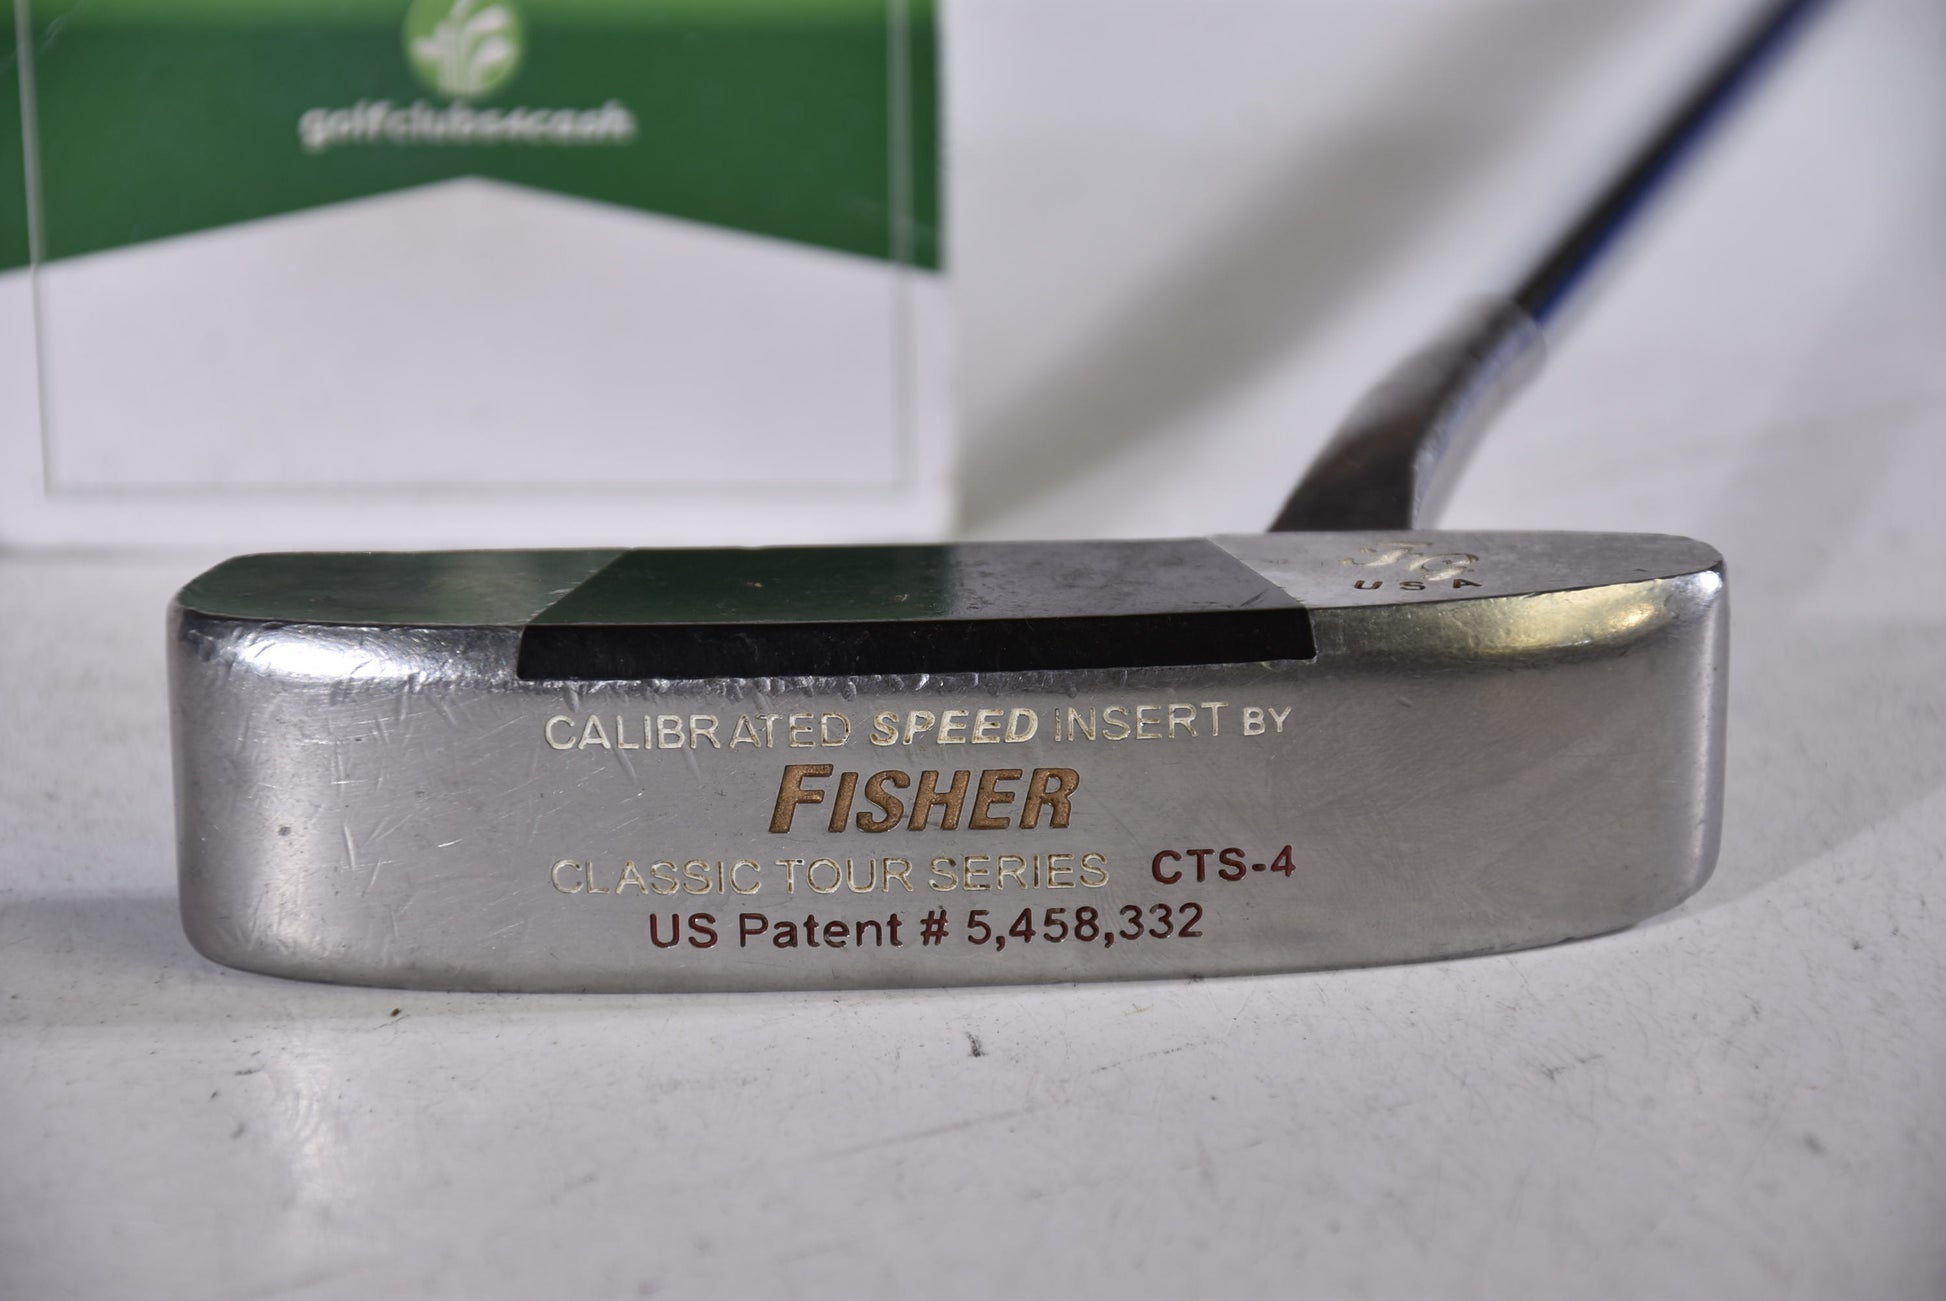 golfclubs4cash
USA
CALIBRATED SPEED INSERT BY
FISHER
CLASSIC TOUR SERIES CTS-4
US Patent # 5,458,332